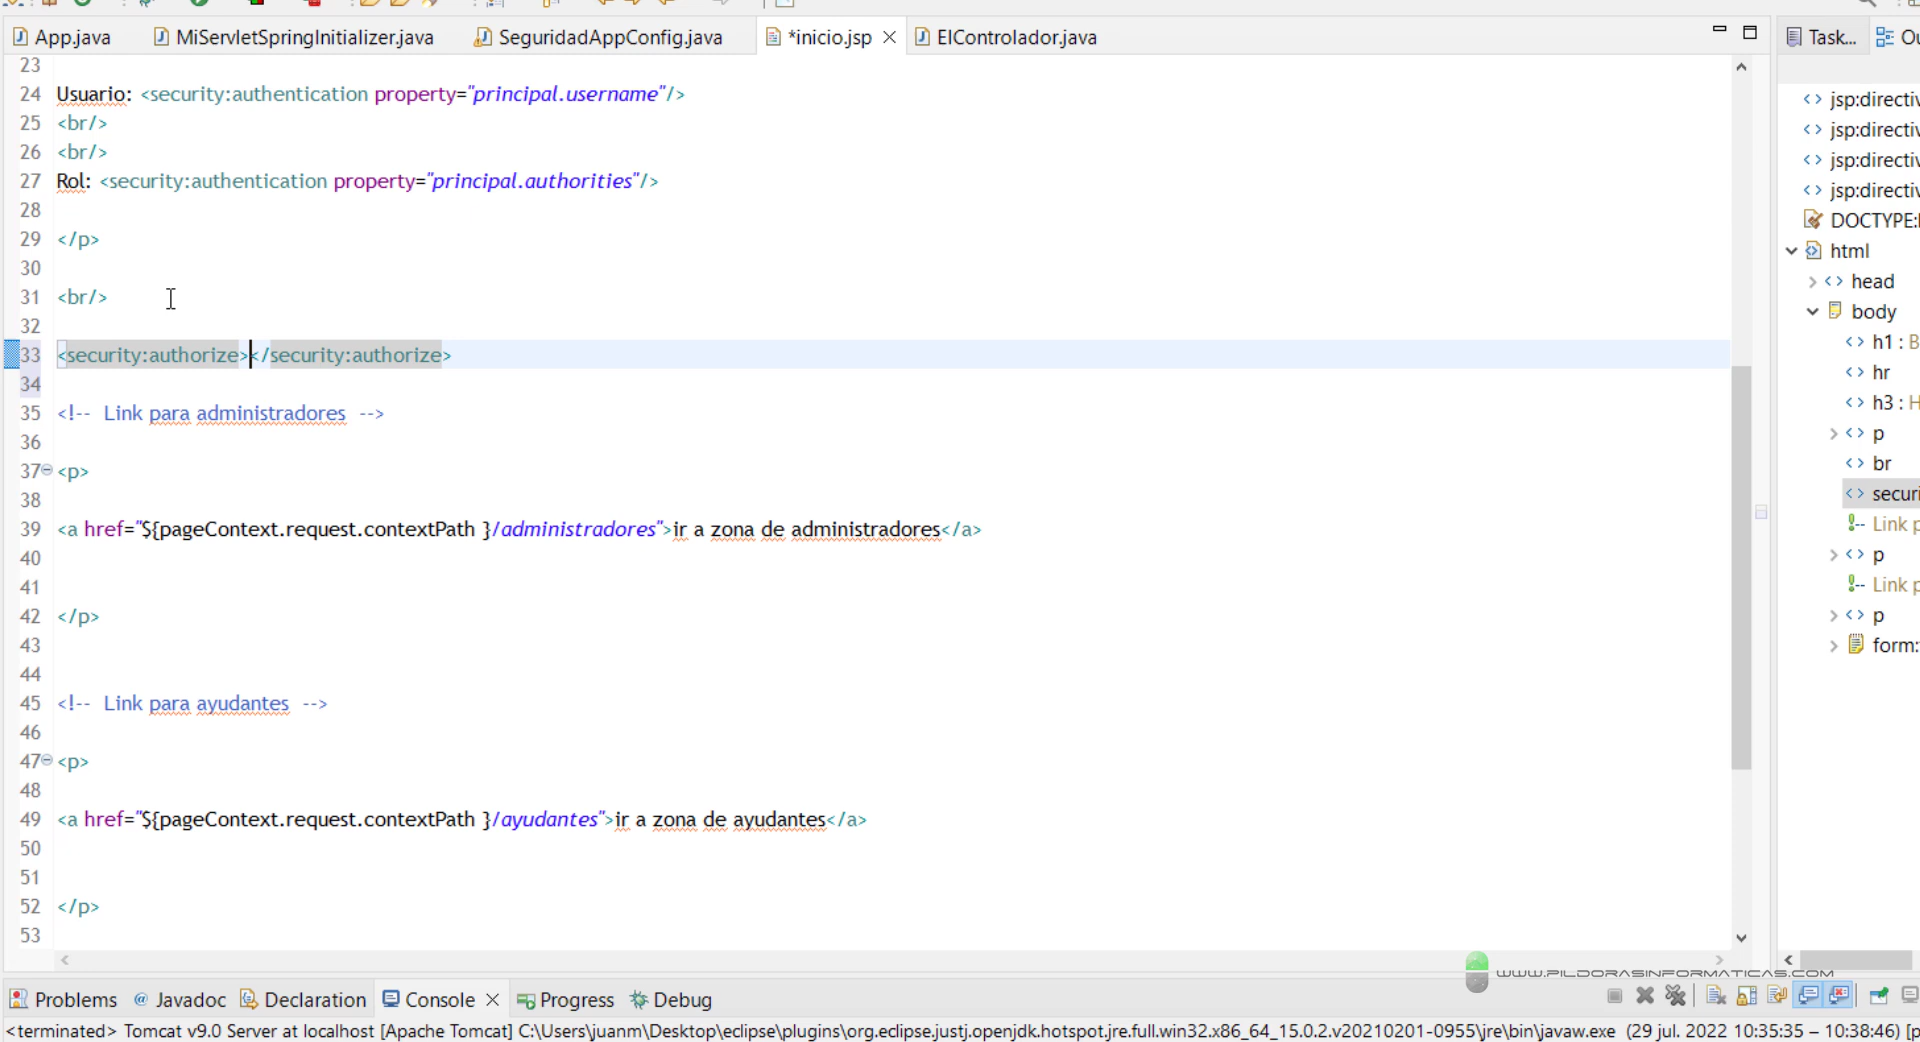 App.java MiServletSpringInitializer.java SeguridadAppConfig.java *inicio.jsp ElControlador.java Task...
23
24 Usuario: <security:authentication property="principal.username"/>
25 <br/>
26 <br/>
27 Rol: <security:authentication property="principal.authorities"/>
28
29 </p>
30
31 <br/>
32
33 <security:authorize></security:authorize>
34
35 <!-- Link para administradores -->
36
37 <p>
38
39 <a href="${pageContext.request.contextPath }/administradores">ir a zona de administradores</a>
40
41
42 </p>
43
44
45 <!-- Link para ayudantes -->
46
47 <p>
48
49 <a href="${pageContext.request.contextPath }/ayudantes">ir a zona de ayudantes</a>
50
51
52 </p>
53
Ou
jsp:directiv
jsp:directiv
jsp:directiv
jsp:directiv
DOCTYPE:
html
head
body
h1 : B
hr
h3 : H
p
br
securi
Link p
p
Link p
p
form:
WWW.PILDORASINFORMATICAS.COM
Problems @ Javadoc Declaration Console Progress Debug
<terminated> Tomcat v9.0 Server at localhost [Apache Tomcat] C:\Users\juanm\Desktop\eclipse\plugins\org.eclipse.justj.openjdk.hotspot.jre.full.win32.x86_64_15.0.2.v20210201-0955\jre\bin\javaw.exe (29 jul. 2022 10:35:35 – 10:38:46) [p